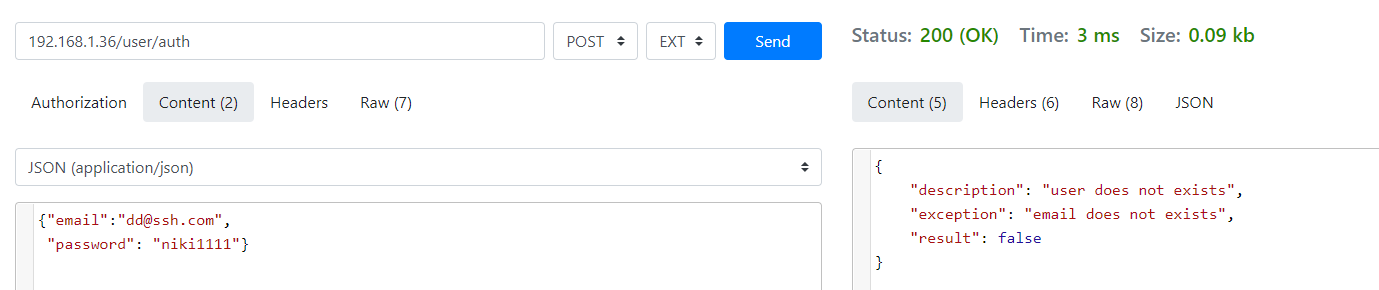 192.168.1.36/user/auth POST EXT Send
Status: 200 (OK) Time: 3 ms Size: 0.09 kb
Authorization Content (2) Headers Raw (7)
Content (5) Headers (6) Raw (8) JSON
JSON (application/json)
{"email":"dd@ssh.com",
"password": "niki1111"}
{
"description": "user does not exists",
"exception": "email does not exists",
"result": false
}